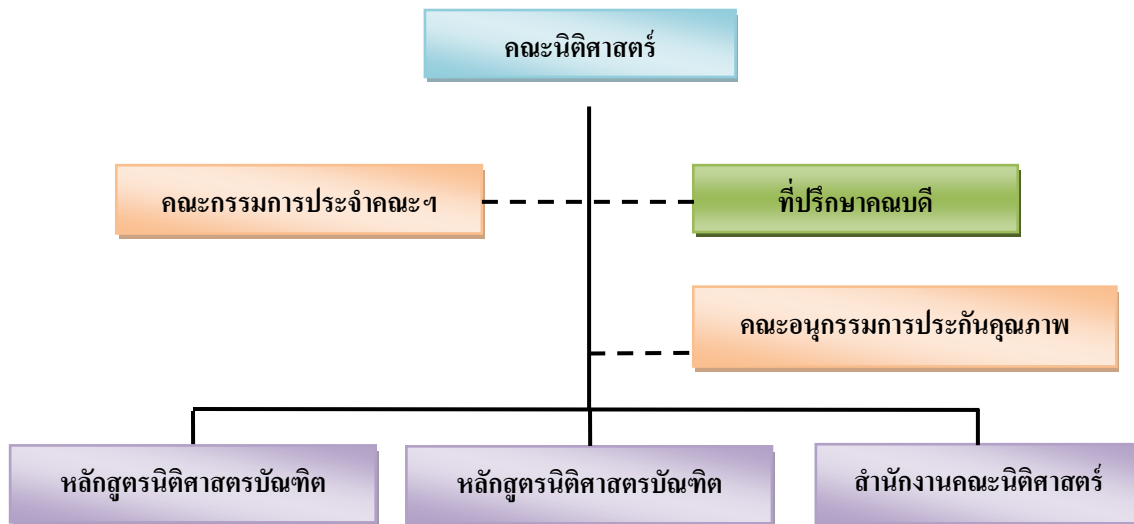 คณะนิติศาสตร์
คณะกรรมการประจำคณะฯ
ที่ปรึกษาคณบดี
คณะอนุกรรมการประกันคุณภาพ
หลักสูตรนิติศาสตรบัณฑิต
หลักสูตรนิติศาสตรบัณฑิต
สำนักงานคณะนิติศาสตร์